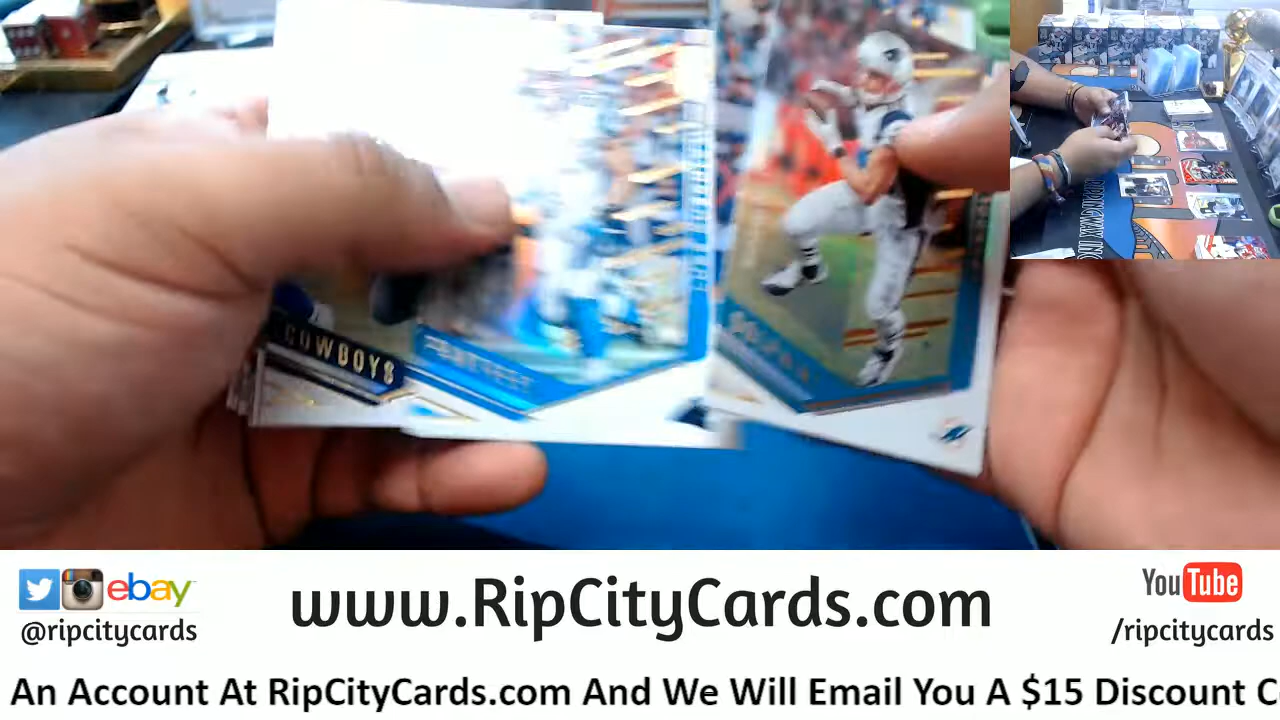 COWBOYS
ebay
@ripcitycards
www.RipCityCards.com
YouTube
/ripcitycards
An Account At RipCityCards.com And We Will Email You A $15 Discount C